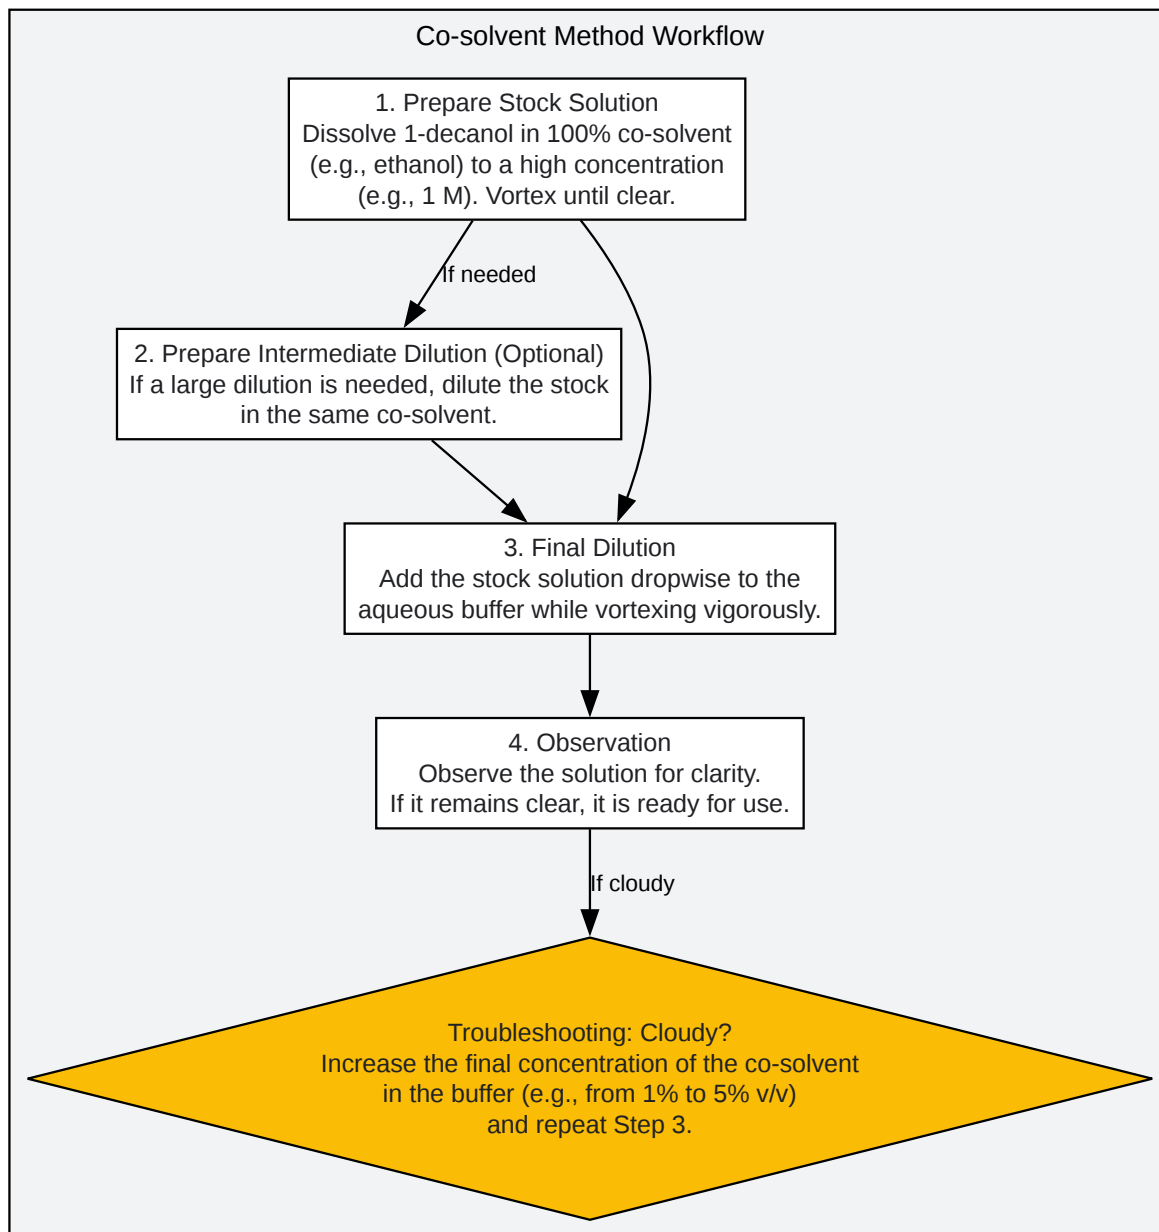 Co-solvent Method Workflow
1. Prepare Stock Solution
Dissolve 1-decanol in 100% co-solvent
(e.g., ethanol) to a high concentration
(e.g., 1 M). Vortex until clear.
If needed
2. Prepare Intermediate Dilution (Optional)
If a large dilution is needed, dilute the stock
in the same co-solvent.
3. Final Dilution
Add the stock solution dropwise to the
aqueous buffer while vortexing vigorously.
4. Observation
Observe the solution for clarity.
If it remains clear, it is ready for use.
If cloudy
Troubleshooting: Cloudy?
Increase the final concentration of the co-solvent
in the buffer (e.g., from 1% to 5% v/v)
and repeat Step 3.